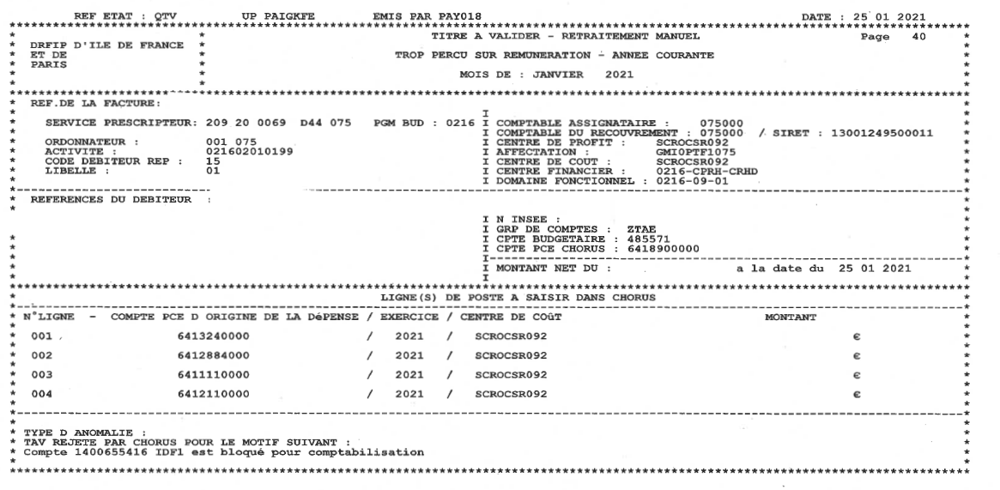 REF ETAT : QTV UP PAIGKFE EMIS PAR PAY018 DATE : 25 01 2021
DRFIP D'ILE DE FRANCE
ET DE
PARIS
TITRE A VALIDER - RETRAITEMENT MANUEL Page 40
TROP PERCU SUR REMUNERATION - ANNEE COURANTE
MOIS DE : JANVIER 2021
REF.DE LA FACTURE:
SERVICE PRESCRIPTEUR: 209 20 0069 D44 075 PGM BUD : 0216
ORDONNATEUR : 001 075
ACTIVITE : 021602010199
CODE DEBITEUR REP : 15
LIBELLE : 01
I COMPTABLE ASSIGNATAIRE : 075000
I COMPTABLE DU RECOUVREMENT : 075000 / SIRET : 13001249500011
I CENTRE DE PROFIT : SCROCSR092
I AFFECTATION : GMI0PTF1075
I CENTRE DE COUT : SCROCSR092
I CENTRE FINANCIER : 0216-CPRH-CRHD
I DOMAINE FONCTIONNEL : 0216-09-01
REFERENCES DU DEBITEUR :
I N INSEE :
I GRP DE COMPTES : ZTAE
I CPTE BUDGETAIRE : 485571
I CPTE PCE CHORUS : 6418900000
I MONTANT NET DU : a la date du 25 01 2021
LIGNE(S) DE POSTE A SAISIR DANS CHORUS
N°LIGNE - COMPTE PCE D ORIGINE DE LA DéPENSE / EXERCICE / CENTRE DE COûT MONTANT
001 6413240000 / 2021 / SCROCSR092 €
002 6412884000 / 2021 / SCROCSR092 €
003 6411110000 / 2021 / SCROCSR092 €
004 6412110000 / 2021 / SCROCSR092 €
TYPE D ANOMALIE :
TAV REJETE PAR CHORUS POUR LE MOTIF SUIVANT :
Compte 1400655416 IDF1 est bloqué pour comptabilisation